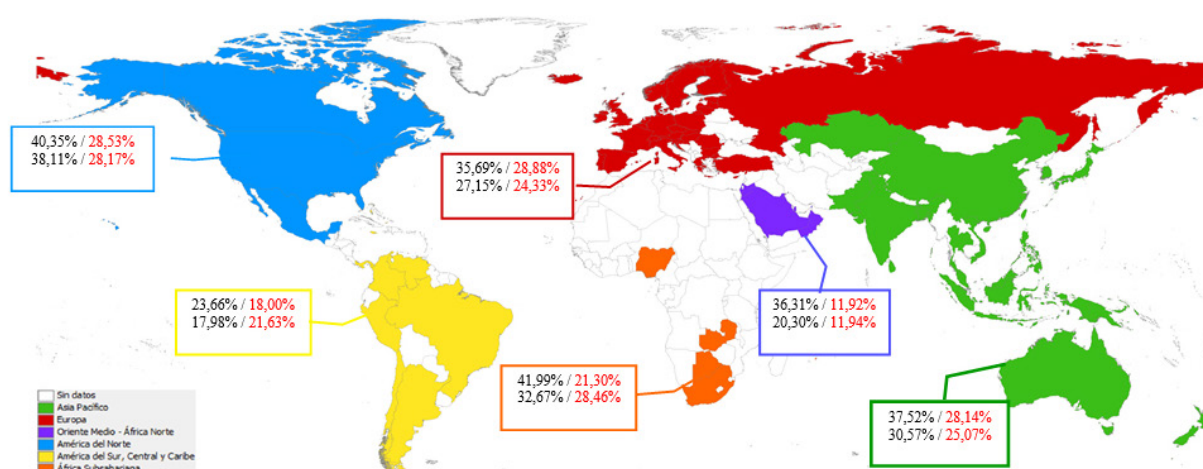 40,35% / 28,53%
38,11% / 28,17%
35,69% / 28,88%
27,15% / 24,33%
23,66% / 18,00%
17,98% / 21,63%
36,31% / 11,92%
20,30% / 11,94%
41,99% / 21,30%
32,67% / 28,46%
37,52% / 28,14%
30,57% / 25,07%
Sin datos
Asia Pacífico
Europa
Oriente Medio - África Norte
América del Norte
América del Sur, Central y Caribe
África Subsahariana